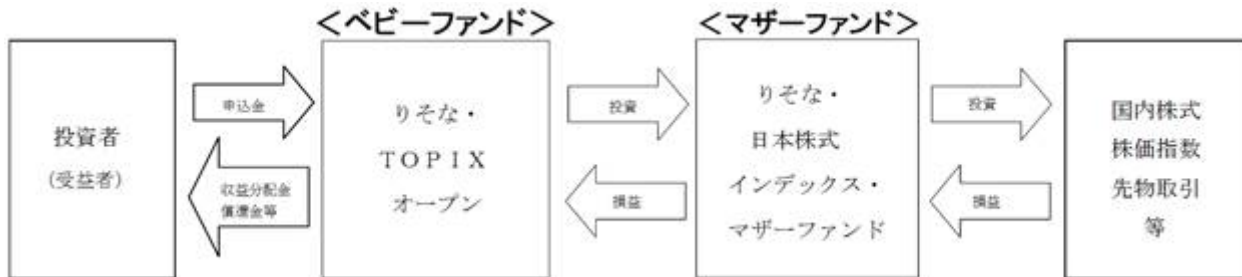 <ベビーファンド>
<マザーファンド>
投資者
(受益者)
申込金
収益分配金
償還金等
りそな・
TOPIX
オープン
投資
損益
りそな・
日本株式
インデックス・
マザーファンド
投資
損益
国内株式
株価指数
先物取引
等